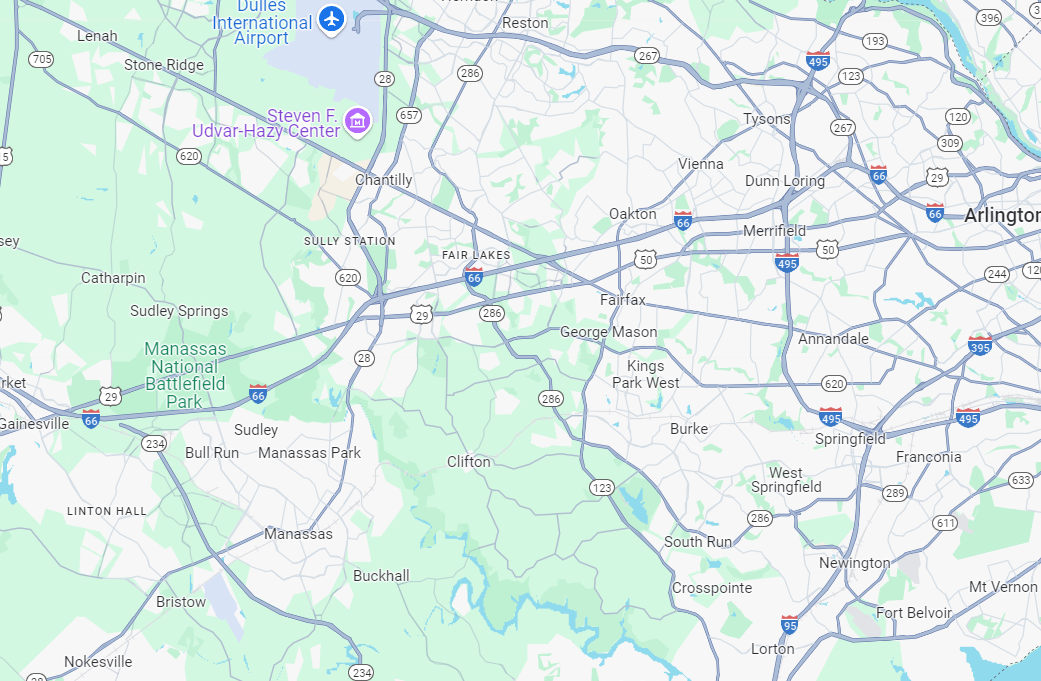 Dulles
International
Airport
Reston
396
Lenah
193
705
267
495
Stone Ridge
28
286
123
Steven F.
Udvar-Hazy Center
657
Tysons
120
267
309
620
5
Vienna
66
29
Chantilly
Dunn Loring
Oakton
66
66
Arlington
Merrifield
SULLY STATION
50
FAIR LAKES
50
495
Catharpin
620
66
244
120
Sudley Springs
Fairfax
29
286
George Mason
Annandale
395
Manassas
National
Battlefield
Park
28
Kings
Park West
620
29
66
286
66
495
495
Gainesville
Sudley
Burke
Springfield
234
Bull Run
Manassas Park
Clifton
Franconia
West
Springfield
123
289
633
LINTON HALL
286
611
Manassas
South Run
Newington
Buckhall
Crosspointe
Mt Vernon
Bristow
Fort Belvoir
95
Lorton
Nokesville
234
28